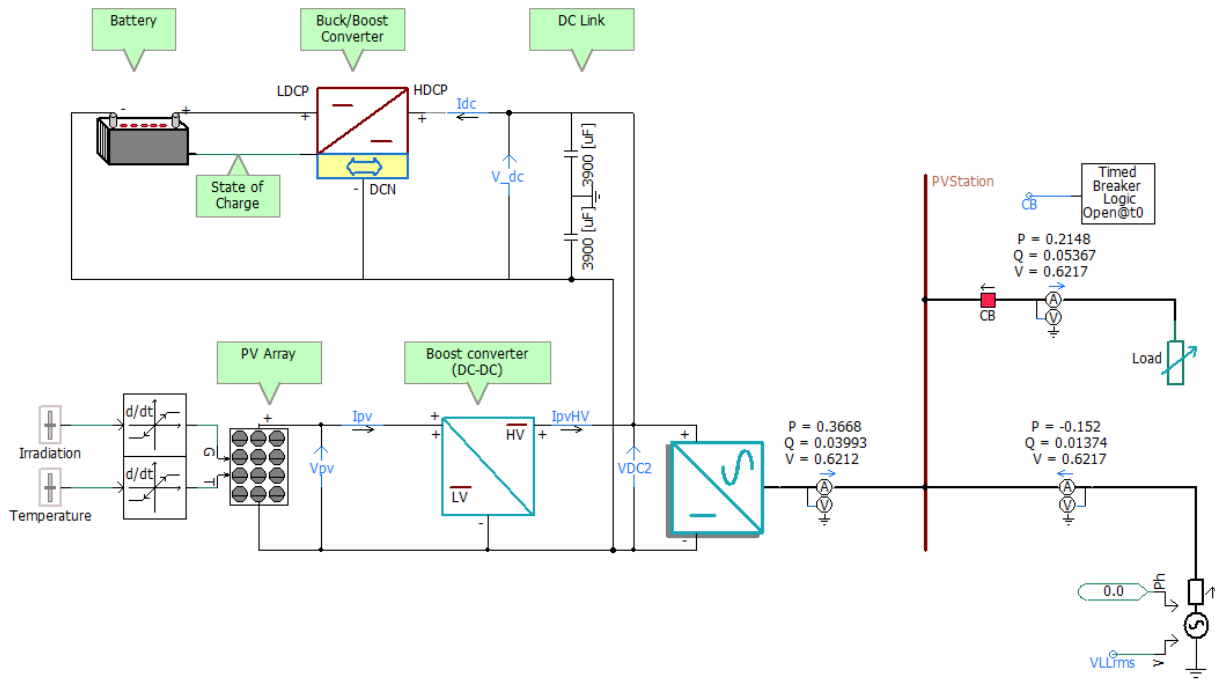 Battery
Buck/Boost
Converter
DC Link
LDCP
HDCP
Idc
-
+
+
+
State of
Charge
-
DCN
V_dc
3900 [uF]
3900 [uF]
PVStation
CB
Timed
Breaker
Logic
Open@t0
P = 0.2148
Q = 0.05367
V = 0.6217
A
V
CB
Load
PV Array
Boost converter
(DC-DC)
d/dt
d/dt
Irradiation
Temperature
G
T
+
Ipv
Vpv
+
+
HV
LV
+
-
IpvHV
VDC2
+
-
P = 0.3668
Q = 0.03993
V = 0.6212
A
V
P = -0.152
Q = 0.01374
V = 0.6217
A
V
0.0
Ph
VLLrms
V